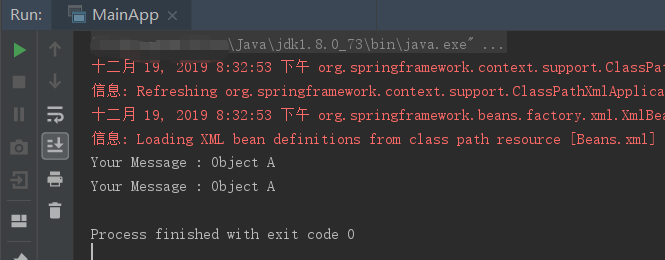 Run: MainApp ×
\Java\jdk1.8.0_73\bin\java.exe" ...
十二月 19, 2019 8:32:53 下午 org.springframework.context.support.ClassPa
信息: Refreshing org.springframework.context.support.ClassPathXmlApplica
十二月 19, 2019 8:32:53 下午 org.springframework.beans.factory.xml.XmlBea
信息: Loading XML bean definitions from class path resource [Beans.xml]
Your Message : Object A
Your Message : Object A
Process finished with exit code 0